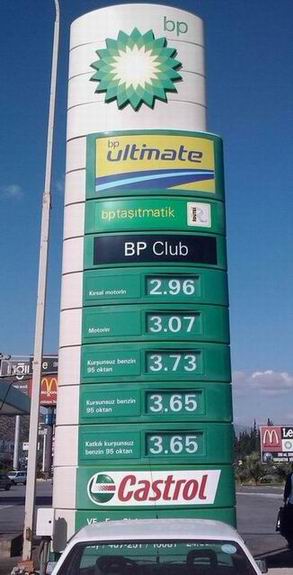 bp
bp
ultimate
bptaşıtmatik
BP Club
Kırsal motorin 2.96
Motorin 3.07
Kurşunsuz benzin
95 oktan 3.73
Kurşunsuz benzin
95 oktan 3.65
Katkılı kurşunsuz
benzin 95 oktan 3.65
Castrol